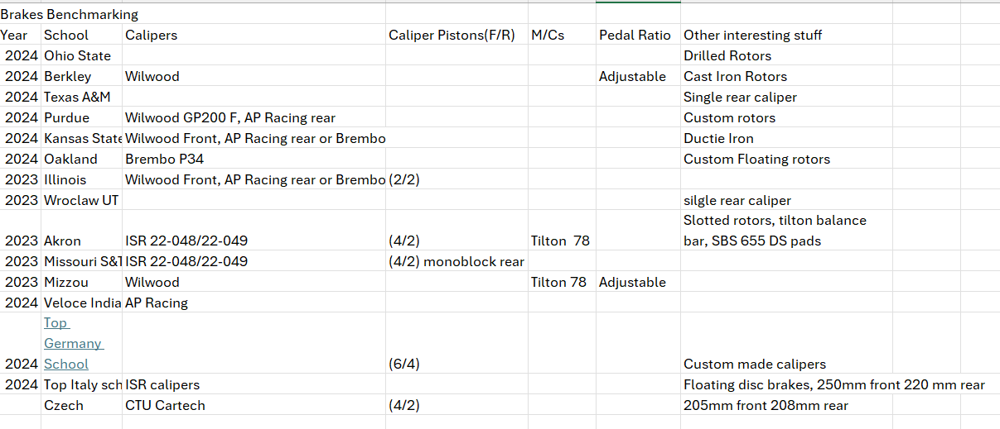 Brakes Benchmarking
Year School Calipers Caliper Pistons(F/R) M/Cs Pedal Ratio Other interesting stuff
2024 Ohio State Drilled Rotors
2024 Berkley Wilwood Adjustable Cast Iron Rotors
2024 Texas A&M Single rear caliper
2024 Purdue Wilwood GP200 F, AP Racing rear Custom rotors
2024 Kansas State Wilwood Front, AP Racing rear or Brembo Ductie Iron
2024 Oakland Brembo P34 Custom Floating rotors
2023 Illinois Wilwood Front, AP Racing rear or Brembo (2/2)
2023 Wroclaw UT silgle rear caliper
Slotted rotors, tilton balance
2023 Akron ISR 22-048/22-049 (4/2) Tilton 78 bar, SBS 655 DS pads
2023 Missouri S&T ISR 22-048/22-049 (4/2) monoblock rear
2023 Mizzou Wilwood Tilton 78 Adjustable
2024 Veloce India AP Racing
Top
Germany
2024 School (6/4) Custom made calipers
2024 Top Italy sch ISR calipers Floating disc brakes, 250mm front 220 mm rear
Czech CTU Cartech (4/2) 205mm front 208mm rear